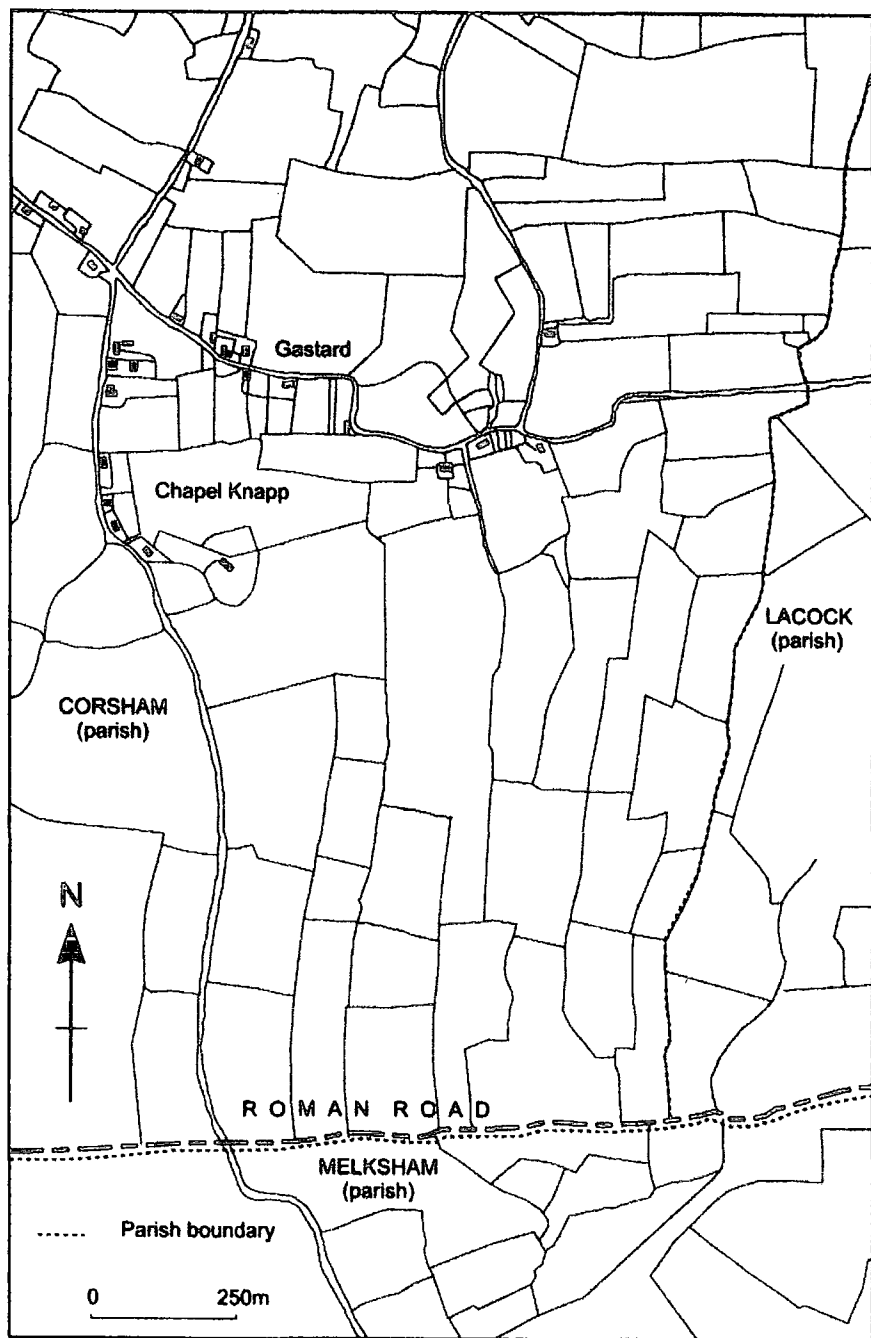 Gastard
Chapel Knapp
LACOCK
(parish)
CORSHAM
(parish)
N
ROMAN ROAD
MELKSHAM
(parish)
Parish boundary
0 250m